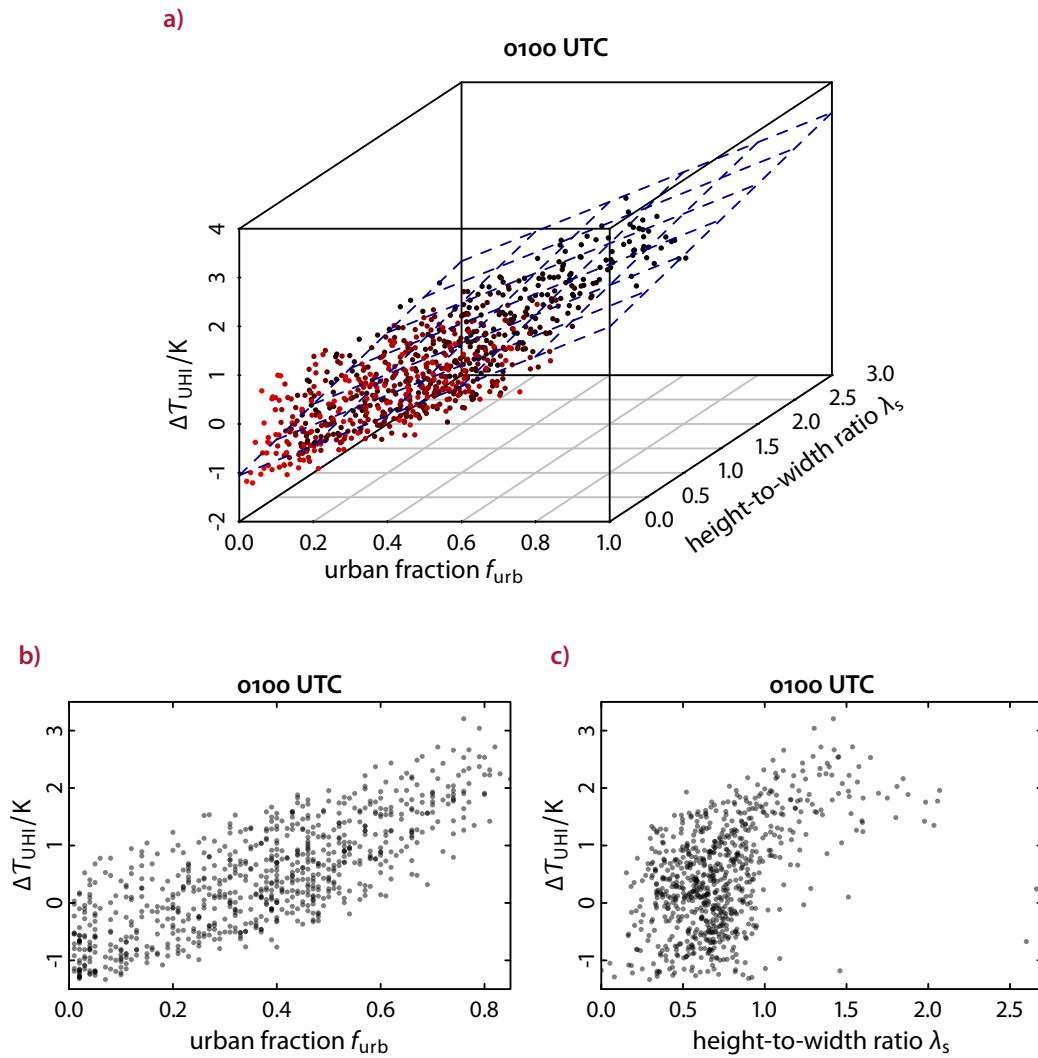 a)
0100 UTC
4
3
2
1
0
-1
-2
ΔT_UHI/K
0.0 0.2 0.4 0.6 0.8 1.0
urban fraction f_urb
0.0 0.5 1.0 1.5 2.0 2.5 3.0
height-to-width ratio λ_s
b)
0100 UTC
3
2
1
0
-1
ΔT_UHI/K
0.0 0.2 0.4 0.6 0.8
urban fraction f_urb
c)
0100 UTC
3
2
1
0
-1
ΔT_UHI/K
0.0 0.5 1.0 1.5 2.0 2.5
height-to-width ratio λ_s